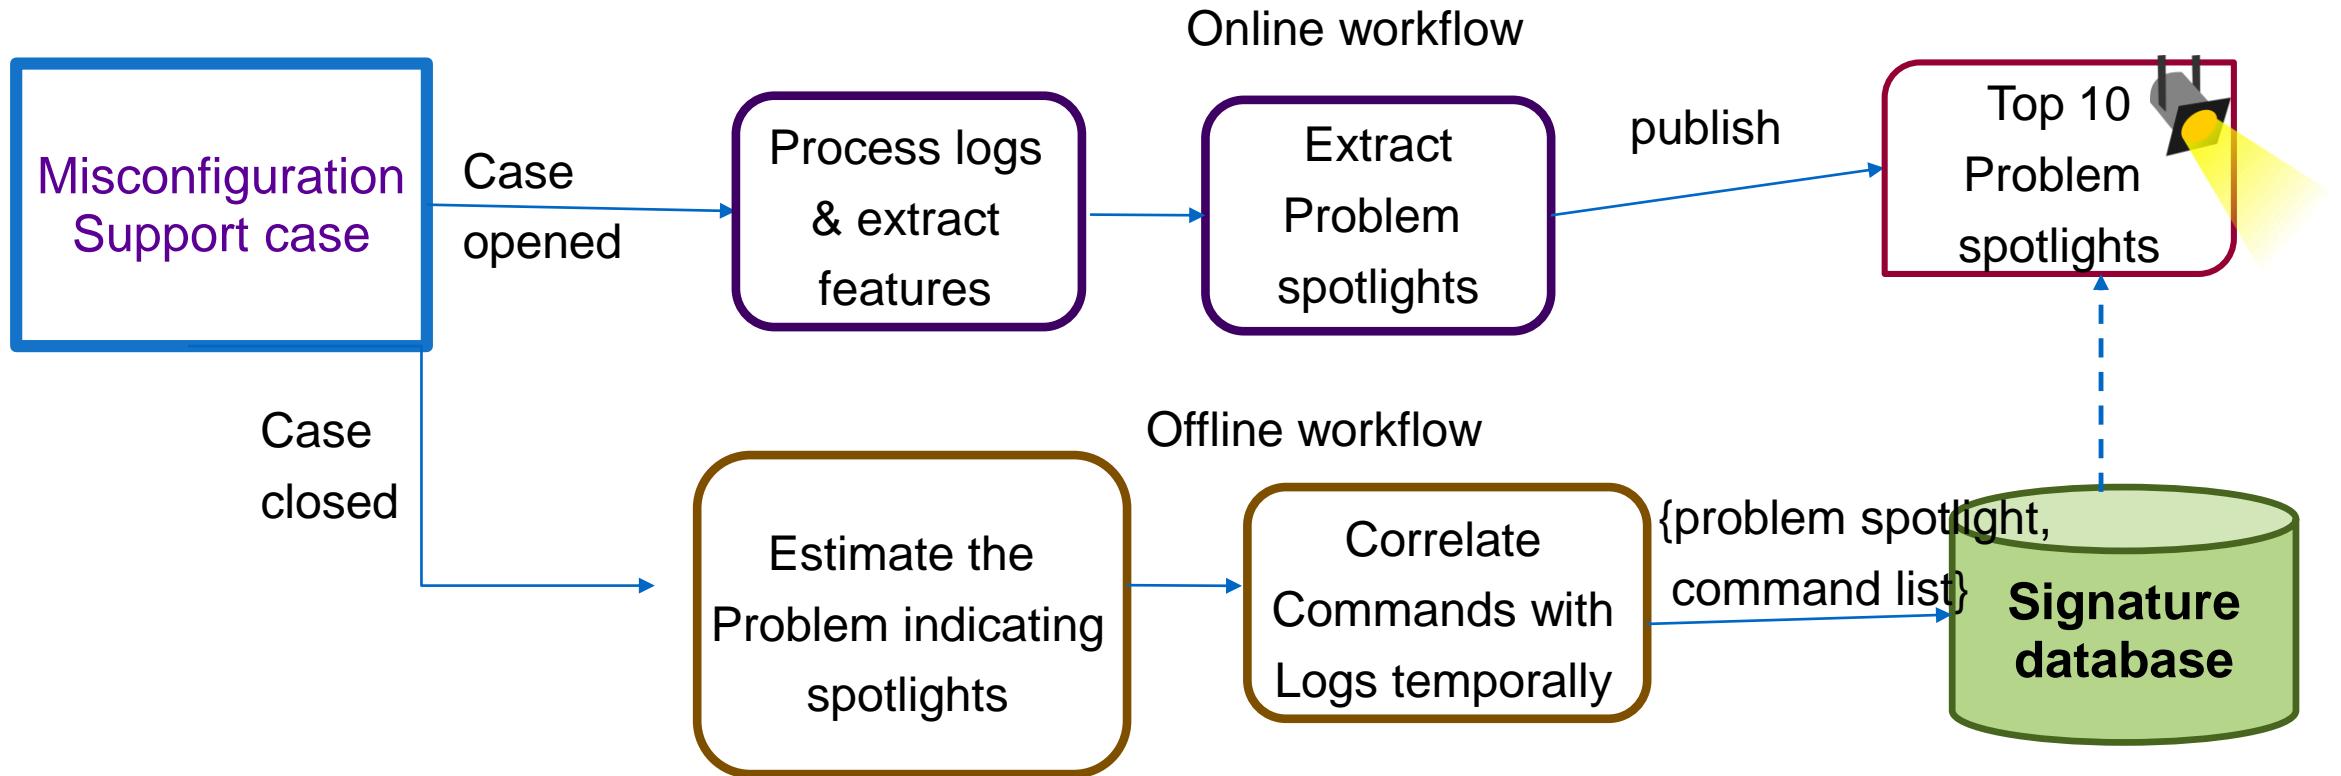 Online workflow
Misconfiguration
Support case
Case
opened
Process logs
& extract
features
Extract
Problem
spotlights
publish
Top 10
Problem
spotlights
Case
closed
Offline workflow
Estimate the
Problem indicating
spotlights
Correlate
Commands with
Logs temporally
{problem spotlight,
command list}
Signature
database